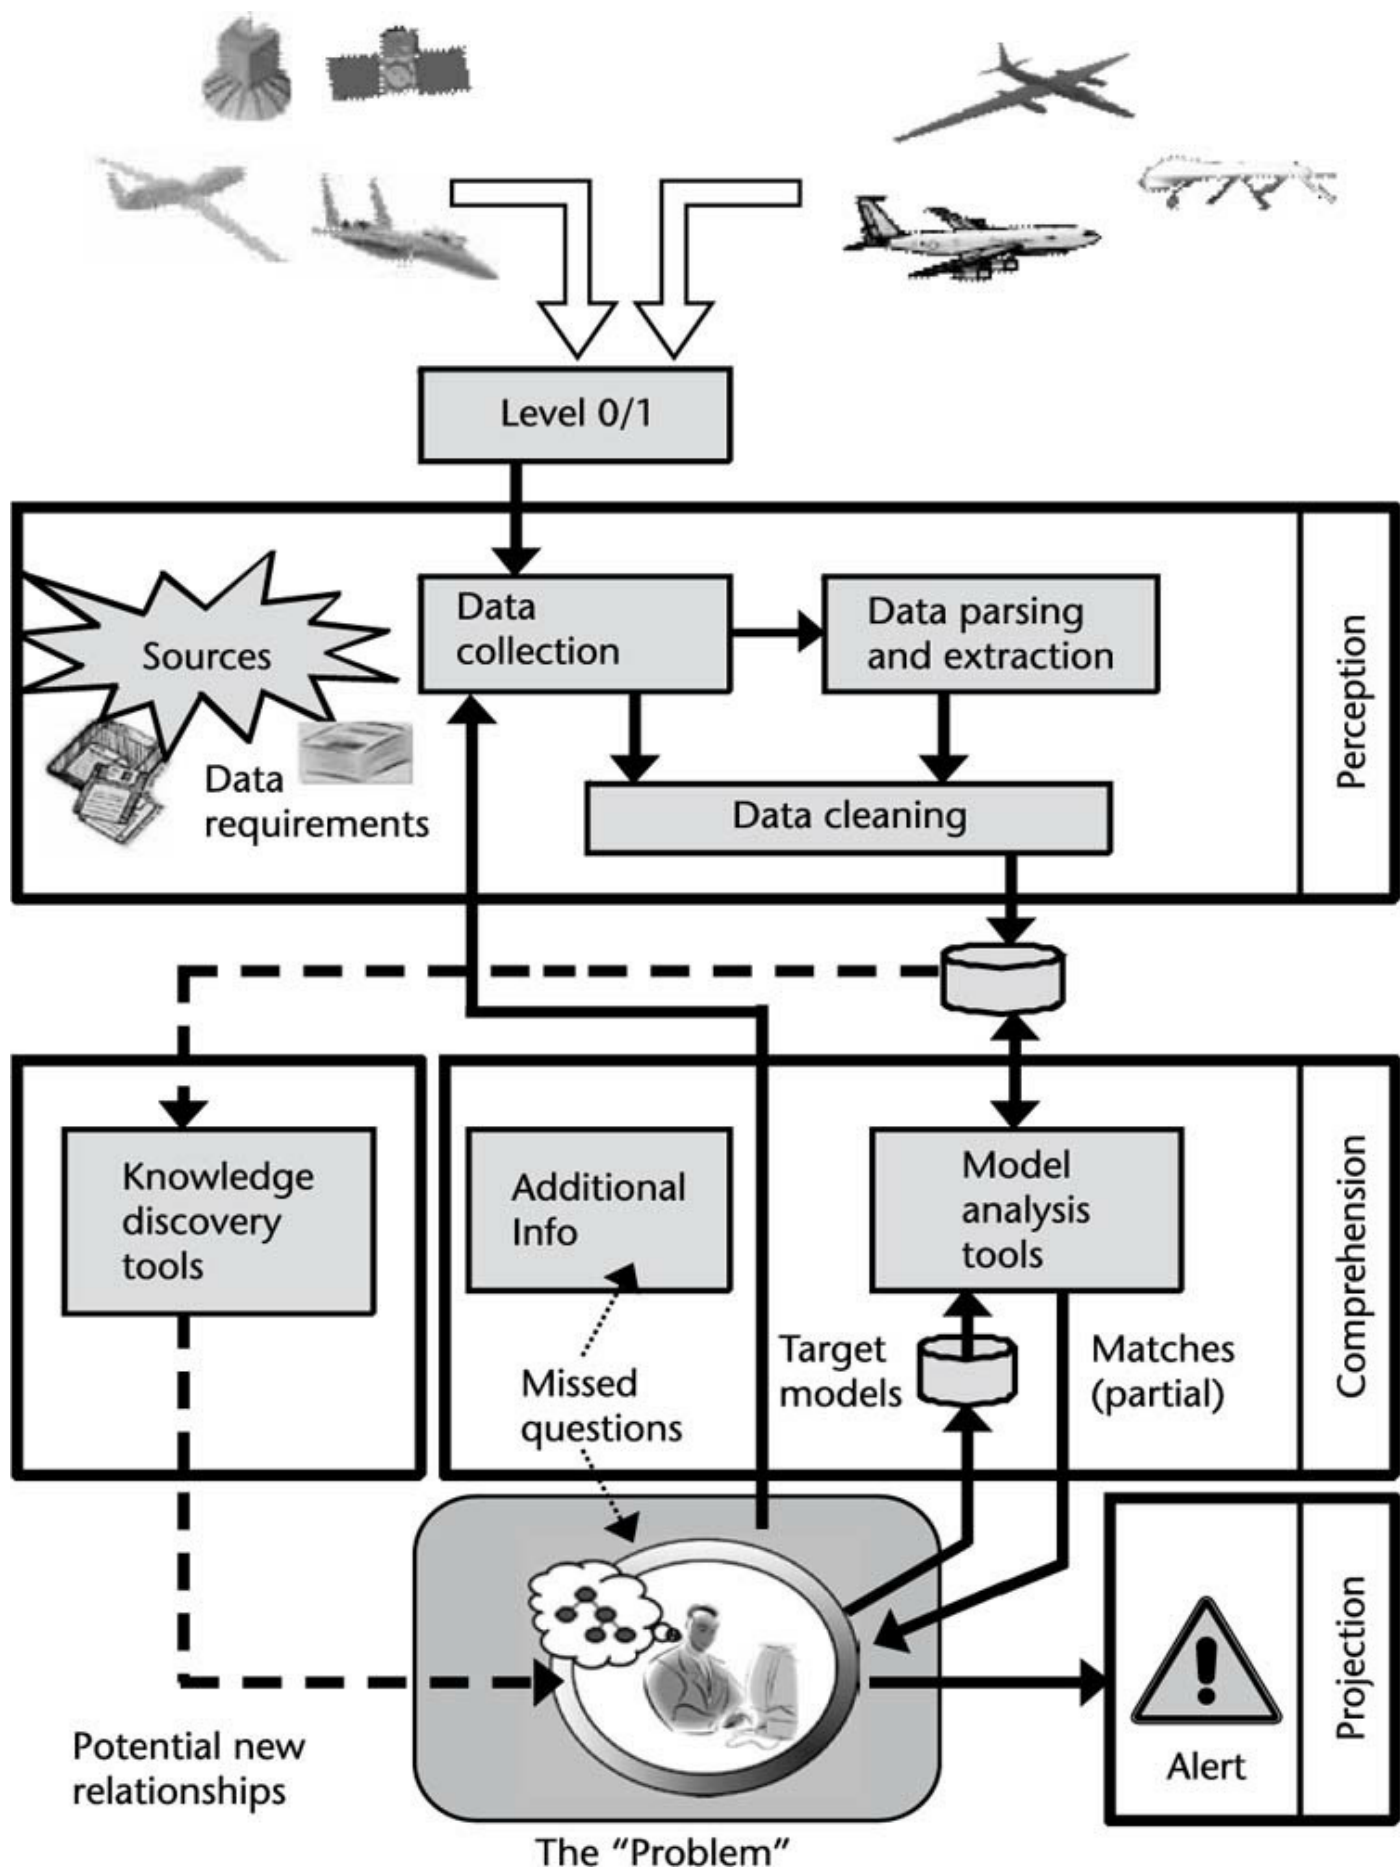 Level 0/1
Sources
Data
requirements
Data
collection
Data parsing
and extraction
Data cleaning
Perception
Knowledge
discovery
tools
Additional
Info
Model
analysis
tools
Missed
questions
Target
models
Matches
(partial)
Comprehension
Potential new
relationships
The “Problem”
Alert
Projection